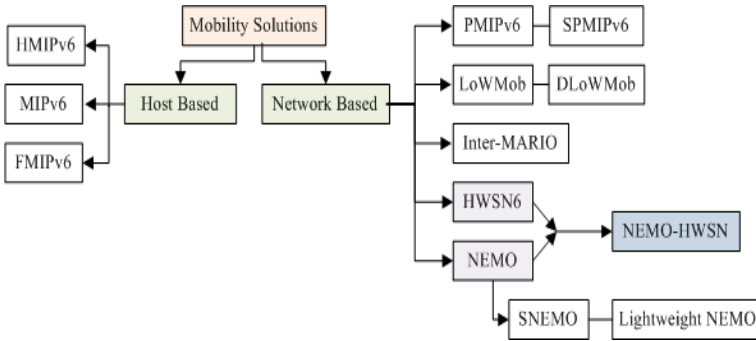 Mobility Solutions
Host Based
Network Based
HMIPv6
MIPv6
FMIPv6
PMIPv6
SPMIPv6
LoWMob
DLoWMob
Inter-MARIO
HWSN6
NEMO
NEMO-HWSN
SNEMO
Lightweight NEMO